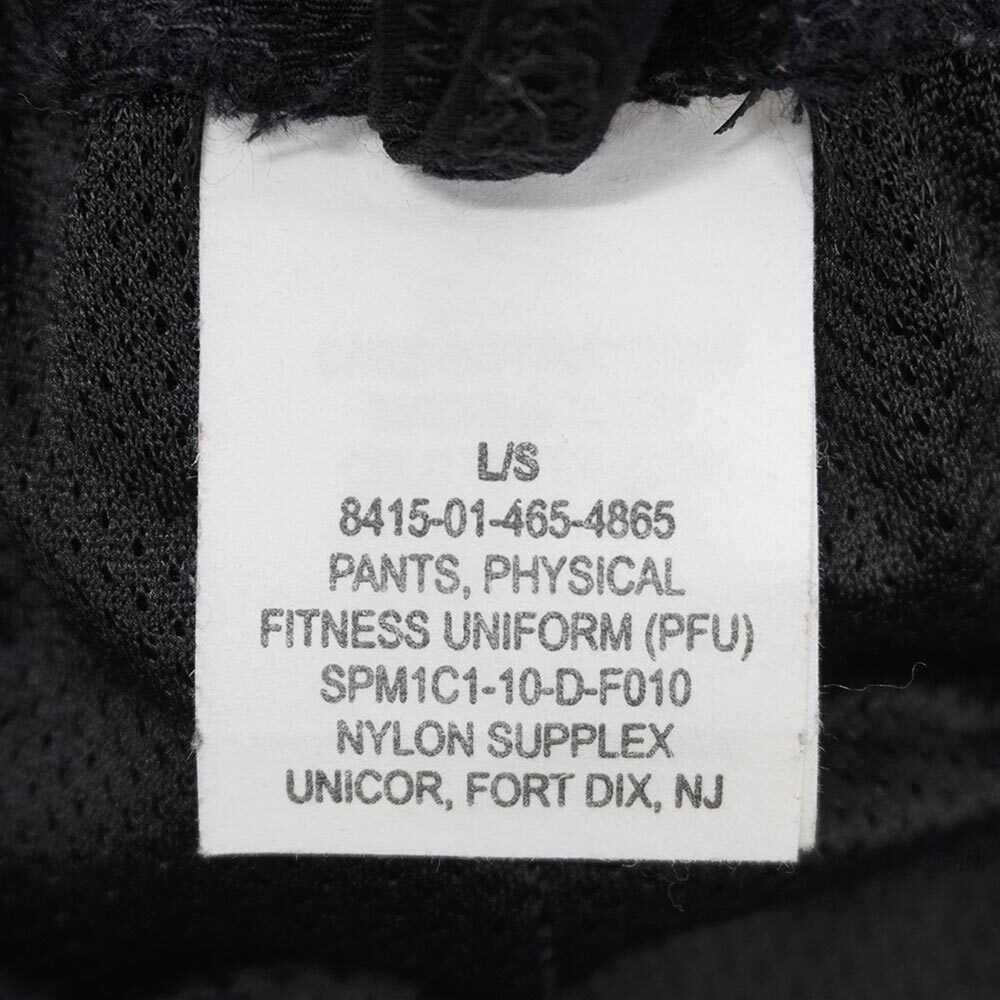 L/S
8415-01-465-4865
PANTS, PHYSICAL
FITNESS UNIFORM (PFU)
SPM1C1-10-D-F010
NYLON SUPPLEX
UNICOR, FORT DIX, NJ